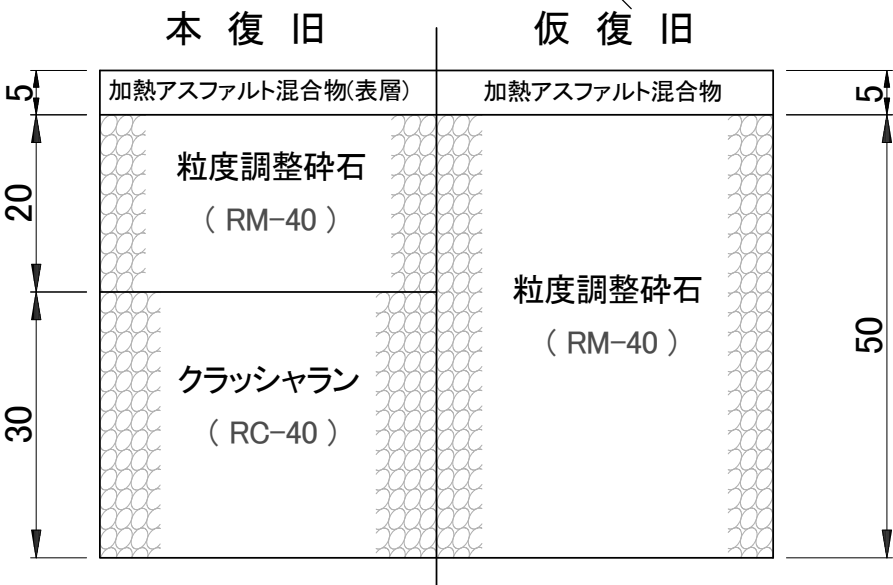 本復旧
仮復旧
5
加熱アスファルト混合物(表層)
加熱アスファルト混合物
5
20
粒度調整砕石
( RM-40 )
粒度調整砕石
( RM-40 )
50
30
クラッシャラン
( RC-40 )